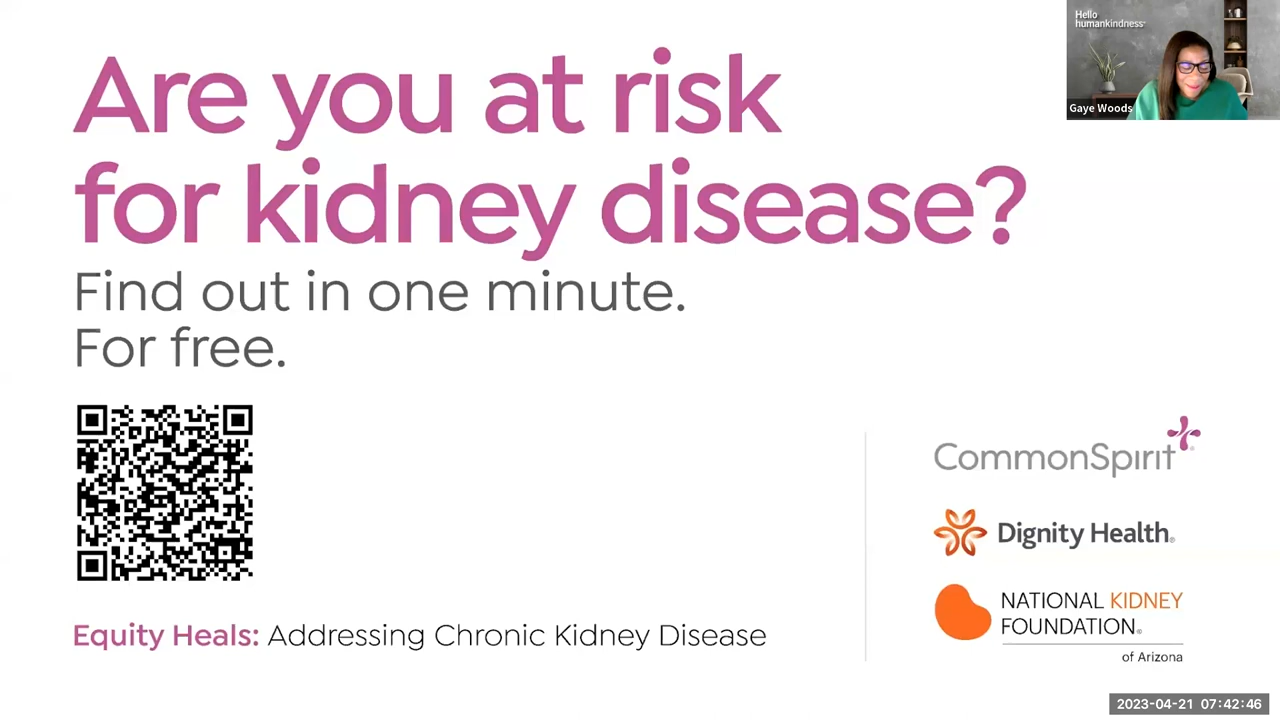 Are you at risk
for kidney disease?
Find out in one minute.
For free.
Equity Heals: Addressing Chronic Kidney Disease
Hello
humankindness®
Gaye Woods
CommonSpirit®
Dignity Health®
NATIONAL KIDNEY
FOUNDATION®
of Arizona
2023-04-21 07:42:46